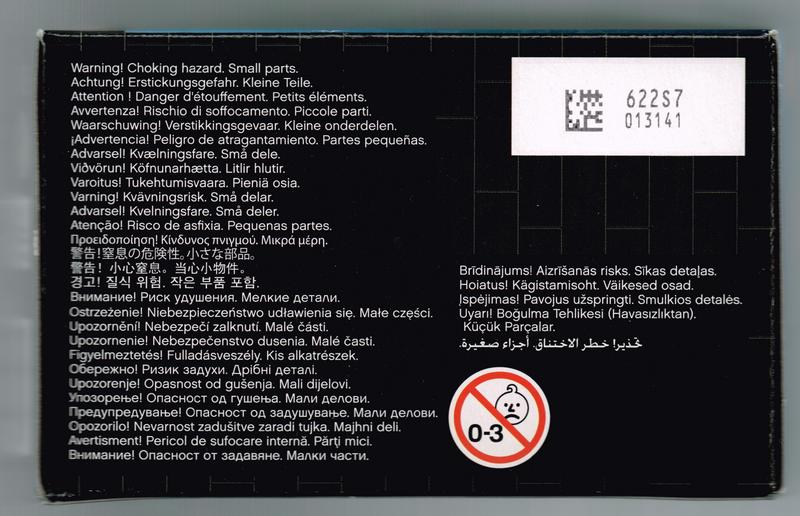 Warning! Choking hazard. Small parts.
Achtung! Erstickungsgefahr. Kleine Teile.
Attention ! Danger d'étouffement. Petits éléments.
Avvertenza! Rischio di soffocamento. Piccole parti.
Waarschuwing! Verstikkingsgevaar. Kleine onderdelen.
¡Advertencia! Peligro de atragantamiento. Partes pequeñas.
Advarsel! Kvælningsfare. Små dele.
Viðvörun! Köfnunarhætta. Litlir hlutir.
Varoitus! Tukehtumisvaara. Pieniä osia.
Varning! Kvävningsrisk. Små delar.
Advarsel! Kvelningsfare. Små deler.
Atenção! Risco de asfixia. Pequenas partes.
Προειδοποίηση! Κίνδυνος πνιγμού. Μικρά μέρη.
警告!窒息の危険性。小さな部品。
警告! 小心窒息。当心小物件。
경고! 질식 위험. 작은 부품 포함.
Внимание! Риск удушения. Мелкие детали.
Ostrzeżenie! Niebezpieczeństwo udławienia się. Małe części.
Upozornění! Nebezpečí zalknutí. Malé části.
Upozornenie! Nebezpečenstvo dusenia. Malé časti.
Figyelmeztetés! Fulladásveszély. Kis alkatrészek.
Обережно! Ризик задухи. Дрібні деталі.
Upozorenje! Opasnost od gušenja. Mali dijelovi.
Упозорење! Опасност од гушења. Мали делови.
Предупредување! Опасност од задушување. Мали делови.
Opozorilo! Nevarnost zadušitve zaradi tujka. Majhni deli.
Avertisment! Pericol de sufocare internă. Părţi mici.
Внимание! Опасност от задавяне. Малки части.
622S7
013141
Brīdinājums! Aizrīšanās risks. Sīkas detaļas.
Hoiatus! Kägistamisoht. Väikesed osad.
Įspėjimas! Pavojus užspringti. Smulkios detalės.
Uyarı! Boğulma Tehlikesi (Havasızlıktan).
Küçük Parçalar.
تحذير! خطر الاختناق. أجزاء صغيرة.
0-3